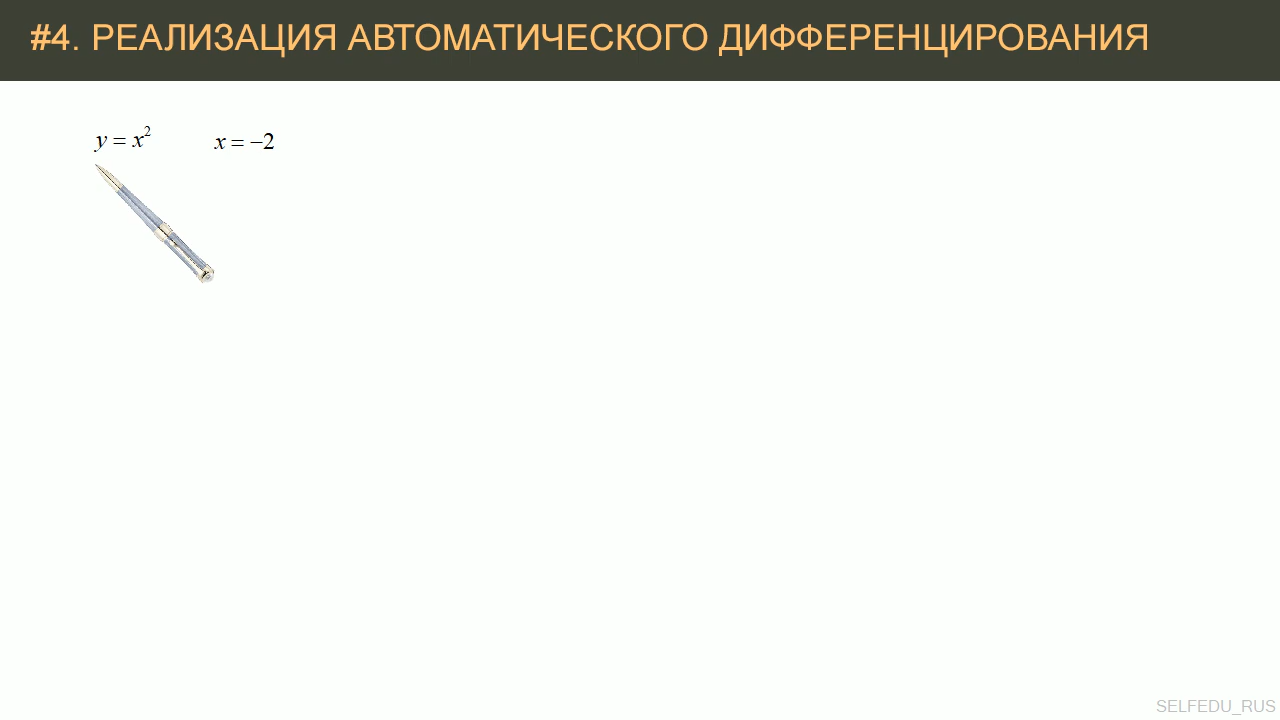 #4. РЕАЛИЗАЦИЯ АВТОМАТИЧЕСКОГО ДИФФЕРЕНЦИРОВАНИЯ
y = x² x = −2
SELFEDU_RUS